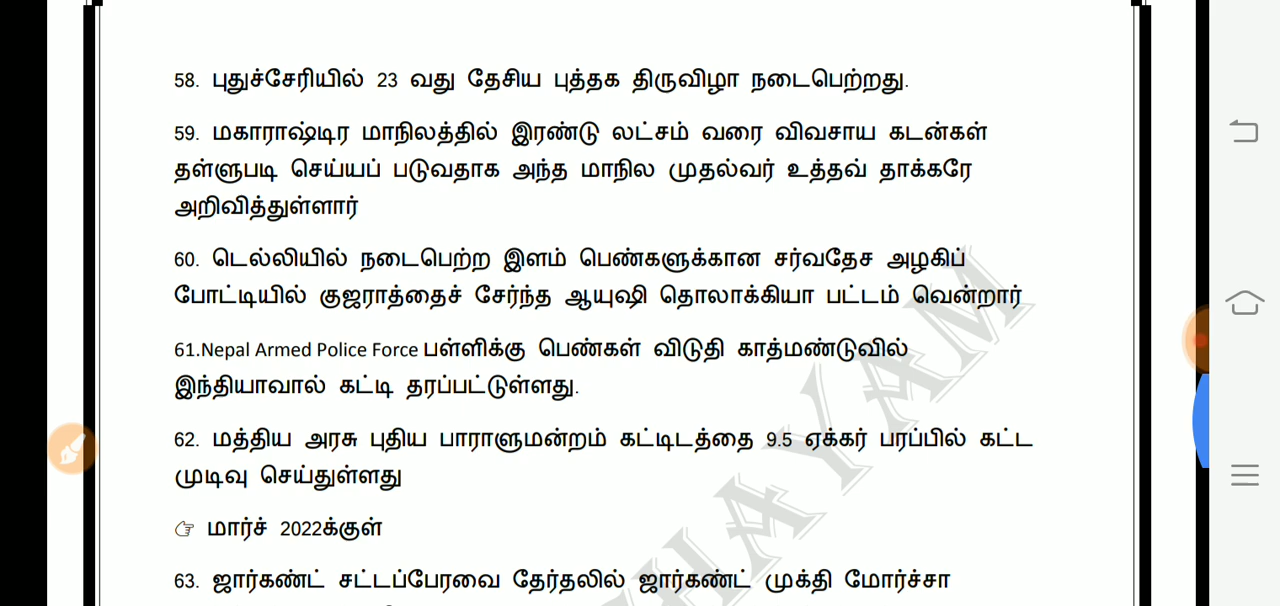 58. புதுச்சேரியில் 23 வது தேசிய புத்தக திருவிழா நடைபெற்றது.
59. மகாராஷ்டிர மாநிலத்தில் இரண்டு லட்சம் வரை விவசாய கடன்கள்
தள்ளுபடி செய்யப் படுவதாக அந்த மாநில முதல்வர் உத்தவ் தாக்கரே
அறிவித்துள்ளார்
60. டெல்லியில் நடைபெற்ற இளம் பெண்களுக்கான சர்வதேச அழகிப்
போட்டியில் குஜராத்தைச் சேர்ந்த ஆயுஷி தொலாக்கியா பட்டம் வென்றார்
61.Nepal Armed Police Force பள்ளிக்கு பெண்கள் விடுதி காத்மண்டுவில்
இந்தியாவால் கட்டி தரப்பட்டுள்ளது.
62. மத்திய அரசு புதிய பாராளுமன்றம் கட்டிடத்தை 9.5 ஏக்கர் பரப்பில் கட்ட
முடிவு செய்துள்ளது
☞ மார்ச் 2022க்குள்
63. ஜார்கண்ட் சட்டப்பேரவை தேர்தலில் ஜார்கண்ட் முக்தி மோர்ச்சா
HAYAM